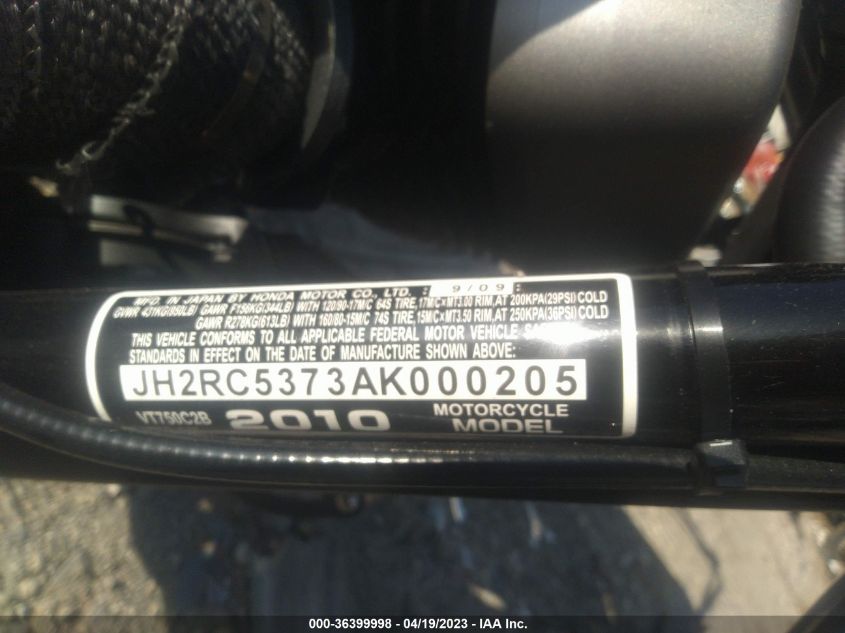 MFD. IN JAPAN BY HONDA MOTOR CO., LTD. : 9/09 :
GVWR 431KG(950LB) GAWR F156KG(344LB) WITH 120/90-17M/C 64S TIRE, 17M/C×MT3.00 RIM, AT 200KPA(29PSI) COLD
GAWR R278KG(613LB) WITH 160/80-15M/C 74S TIRE, 15M/C×MT3.50 RIM, AT 250KPA(36PSI) COLD
THIS VEHICLE CONFORMS TO ALL APPLICABLE FEDERAL MOTOR VEHICLE
STANDARDS IN EFFECT ON THE DATE OF MANUFACTURE SHOWN ABOVE:
JH2RC5373AK000205
VT750C2B 2010 MOTORCYCLE MODEL
000-36399998 - 04/19/2023 - IAA Inc.